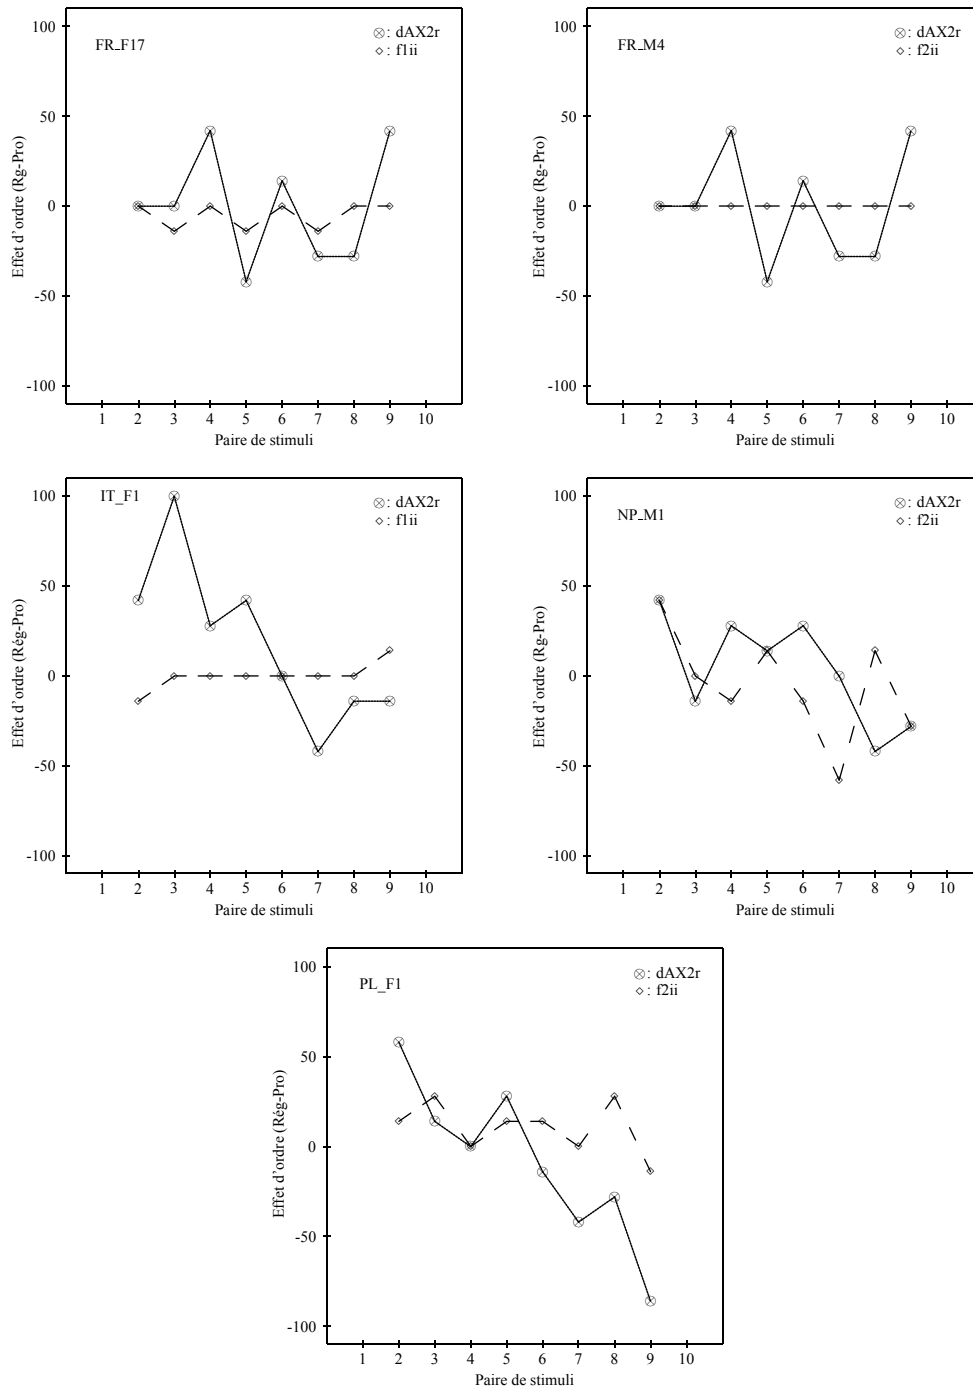 FR_F17
⊗: dAX2r
◇: f1ii
Effet d'ordre (Rg-Pro)
100
50
0
-50
-100
1 2 3 4 5 6 7 8 9 10
Paire de stimuli
FR_M4
⊗: dAX2r
◇: f2ii
Effet d'ordre (Rg-Pro)
100
50
0
-50
-100
1 2 3 4 5 6 7 8 9 10
Paire de stimuli
IT_F1
⊗: dAX2r
◇: f1ii
Effet d'ordre (Rég-Pro)
100
50
0
-50
-100
1 2 3 4 5 6 7 8 9 10
Paire de stimuli
NP_M1
⊗: dAX2r
◇: f2ii
Effet d'ordre (Rg-Pro)
100
50
0
-50
-100
1 2 3 4 5 6 7 8 9 10
Paire de stimuli
PL_F1
⊗: dAX2r
◇: f2ii
Effet d'ordre (Rég-Pro)
100
50
0
-50
-100
1 2 3 4 5 6 7 8 9 10
Paire de stimuli